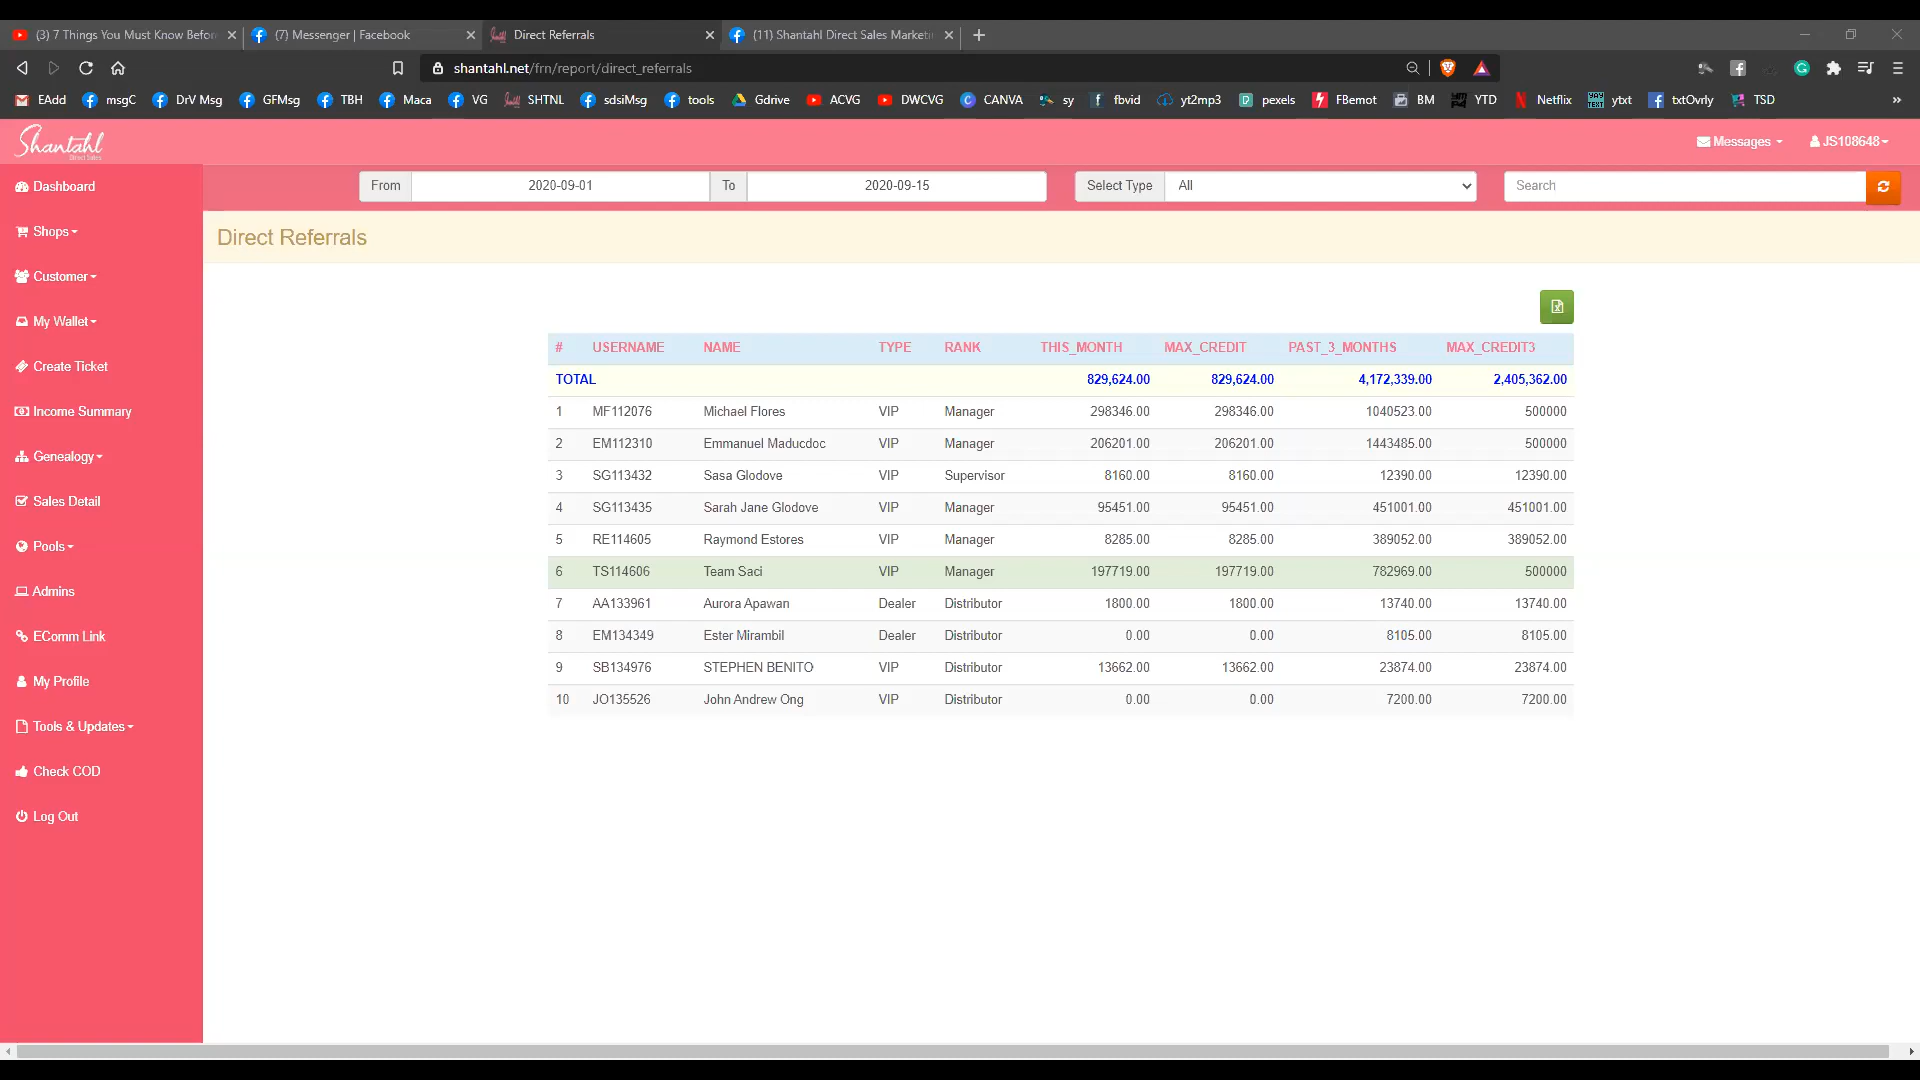 (3) 7 Things You Must Know Befor
(7) Messenger | Facebook
Direct Referrals
(11) Shantahl Direct Sales Marketi
shantahl.net/frn/report/direct_referrals
EAdd msgC DrV Msg GFMsg TBH Maca VG SHTNL sdsiMsg tools Gdrive ACVG DWCVG CANVA sy fbvid yt2mp3 pexels FBemot BM YTD Netflix ytxt txtOvrly TSD
Shantahl
Direct Sales
Messages
JS108648
Dashboard
Shops
Customer
My Wallet
Create Ticket
Income Summary
Genealogy
Sales Detail
Pools
Admins
EComm Link
My Profile
Tools & Updates
Check COD
Log Out
From 2020-09-01 To 2020-09-15 Select Type All Search
Direct Referrals
# USERNAME NAME TYPE RANK THIS_MONTH MAX_CREDIT PAST_3_MONTHS MAX_CREDIT3
TOTAL 829,624.00 829,624.00 4,172,339.00 2,405,362.00
1 MF112076 Michael Flores VIP Manager 298346.00 298346.00 1040523.00 500000
2 EM112310 Emmanuel Maducdoc VIP Manager 206201.00 206201.00 1443485.00 500000
3 SG113432 Sasa Glodove VIP Supervisor 8160.00 8160.00 12390.00 12390.00
4 SG113435 Sarah Jane Glodove VIP Manager 95451.00 95451.00 451001.00 451001.00
5 RE114605 Raymond Estores VIP Manager 8285.00 8285.00 389052.00 389052.00
6 TS114606 Team Saci VIP Manager 197719.00 197719.00 782969.00 500000
7 AA133961 Aurora Apawan Dealer Distributor 1800.00 1800.00 13740.00 13740.00
8 EM134349 Ester Mirambil Dealer Distributor 0.00 0.00 8105.00 8105.00
9 SB134976 STEPHEN BENITO VIP Distributor 13662.00 13662.00 23874.00 23874.00
10 JO135526 John Andrew Ong VIP Distributor 0.00 0.00 7200.00 7200.00